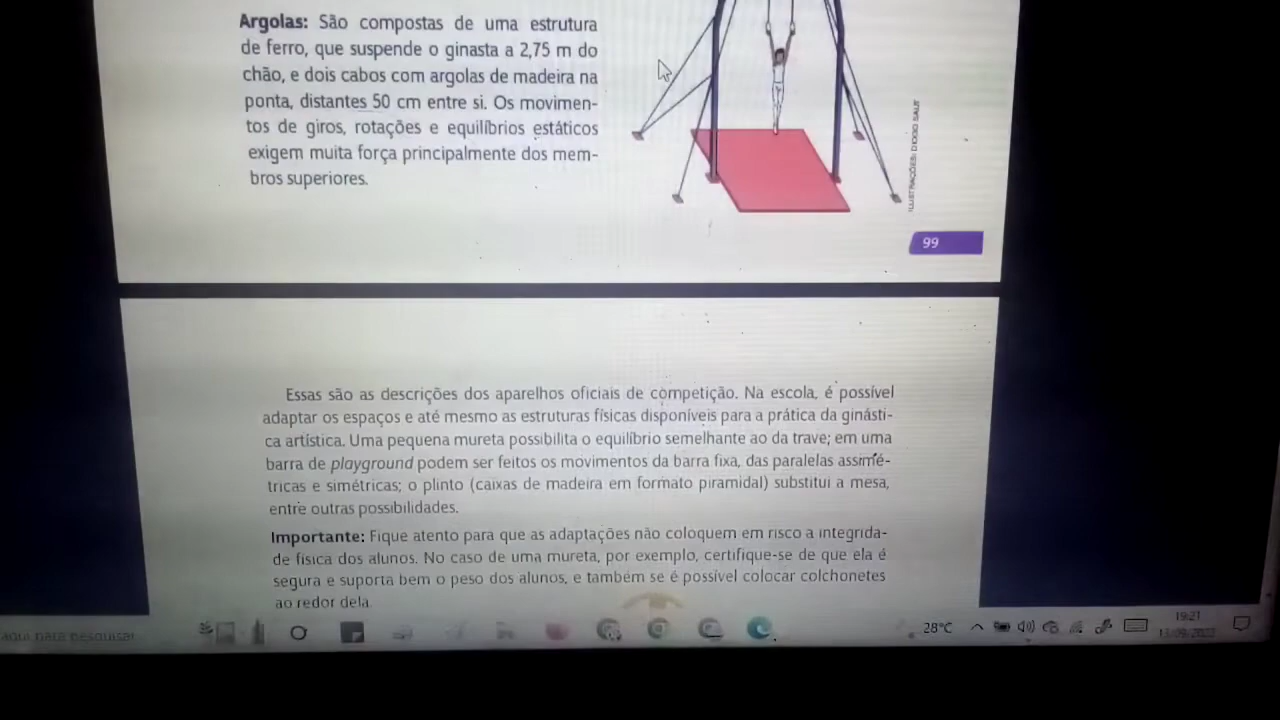 Argolas: São compostas de uma estrutura
de ferro, que suspende o ginasta a 2,75 m do
chão, e dois cabos com argolas de madeira na
ponta, distantes 50 cm entre si. Os movimen-
tos de giros, rotações e equilíbrios estáticos
exigem muita força principalmente dos mem-
bros superiores.
99
Essas são as descrições dos aparelhos oficiais de competição. Na escola, é possível
adaptar os espaços e até mesmo as estruturas físicas disponíveis para a prática da ginásti-
ca artística. Uma pequena mureta possibilita o equilíbrio semelhante ao da trave; em uma
barra de playground podem ser feitos os movimentos da barra fixa, das paralelas assimé-
tricas e simétricas; o plinto (caixas de madeira em formato piramidal) substitui a mesa,
entre outras possibilidades.
Importante: Fique atento para que as adaptações não coloquem em risco a integrida-
de física dos alunos. No caso de uma mureta, por exemplo, certifique-se de que ela é
segura e suporta bem o peso dos alunos, e também se é possível colocar colchonetes
ao redor dela.
aqui para pesquisar
28°C
19:21